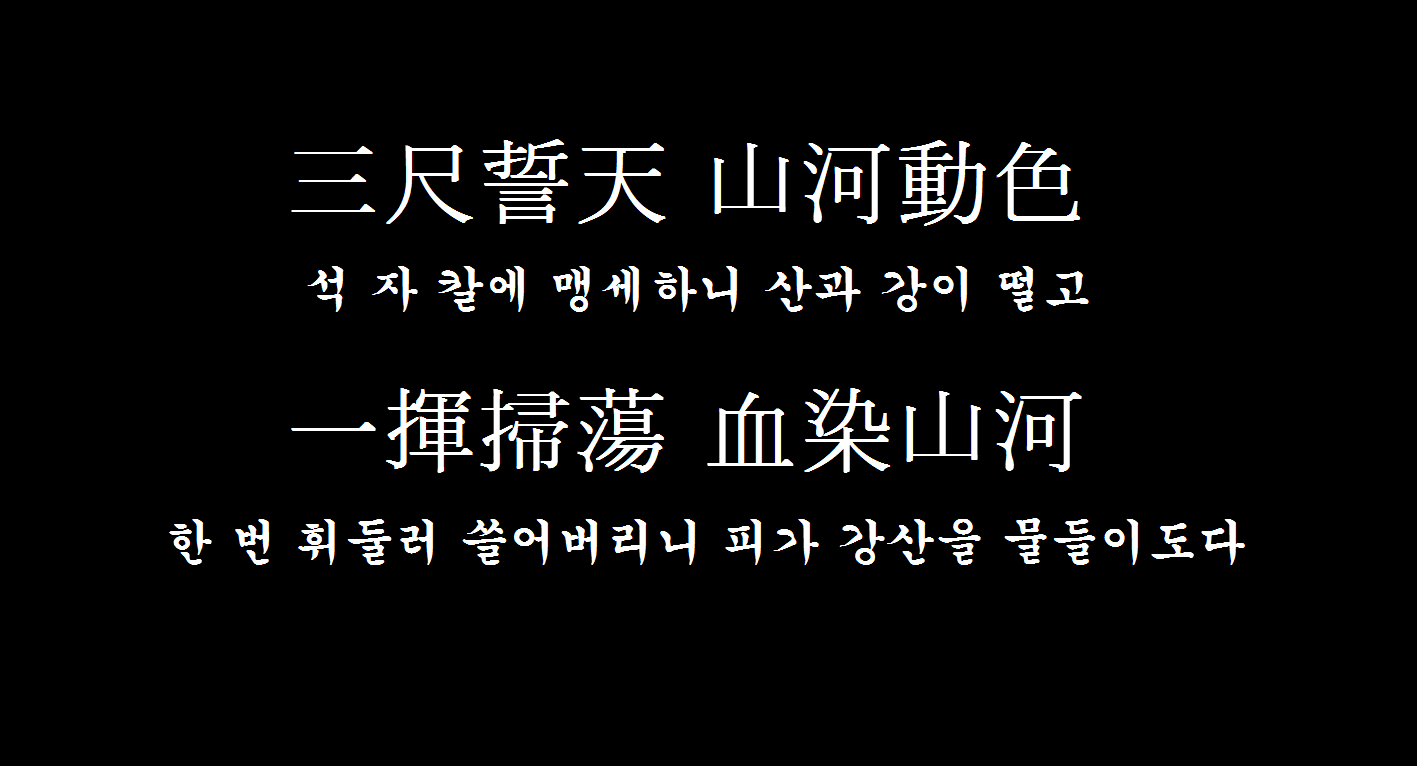 三尺誓天 山河動色
석 자 칼에 맹세하니 산과 강이 떨고
一揮掃蕩 血染山河
한 번 휘둘러 쓸어버리니 피가 강산을 물들이도다